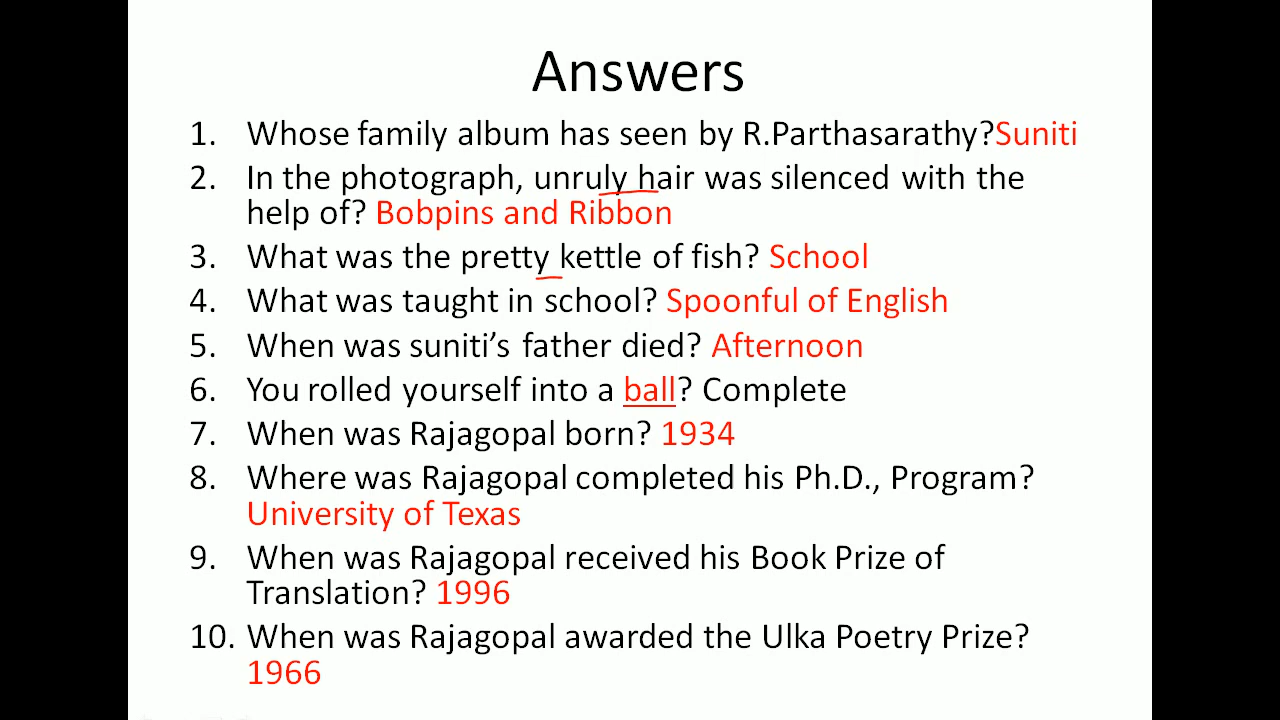 Answers
1. Whose family album has seen by R.Parthasarathy?Suniti
2. In the photograph, unruly hair was silenced with the
help of? Bobpins and Ribbon
3. What was the pretty kettle of fish? School
4. What was taught in school? Spoonful of English
5. When was suniti’s father died? Afternoon
6. You rolled yourself into a ball? Complete
7. When was Rajagopal born? 1934
8. Where was Rajagopal completed his Ph.D., Program?
University of Texas
9. When was Rajagopal received his Book Prize of
Translation? 1996
10. When was Rajagopal awarded the Ulka Poetry Prize?
1966